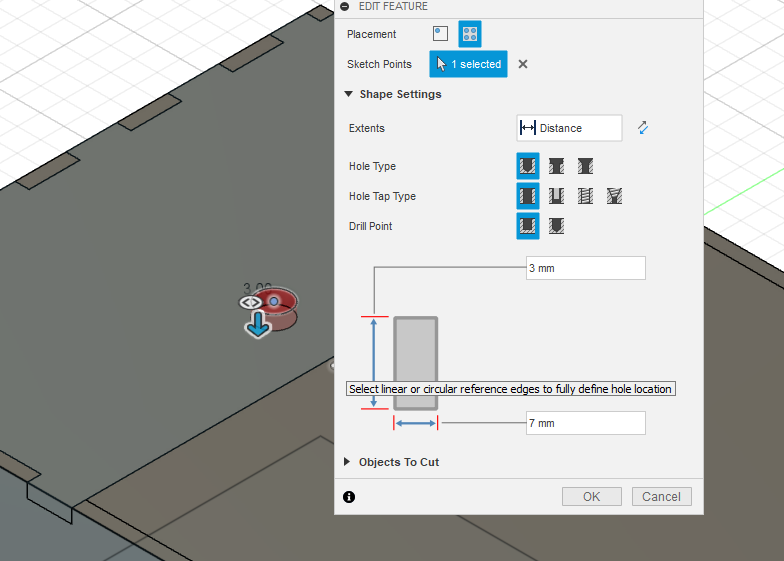 EDIT FEATURE
Placement
Sketch Points
1 selected
Shape Settings
Extents
Distance
Hole Type
Hole Tap Type
Drill Point
3 mm
3.00
Select linear or circular reference edges to fully define hole location
7 mm
Objects To Cut
OK
Cancel